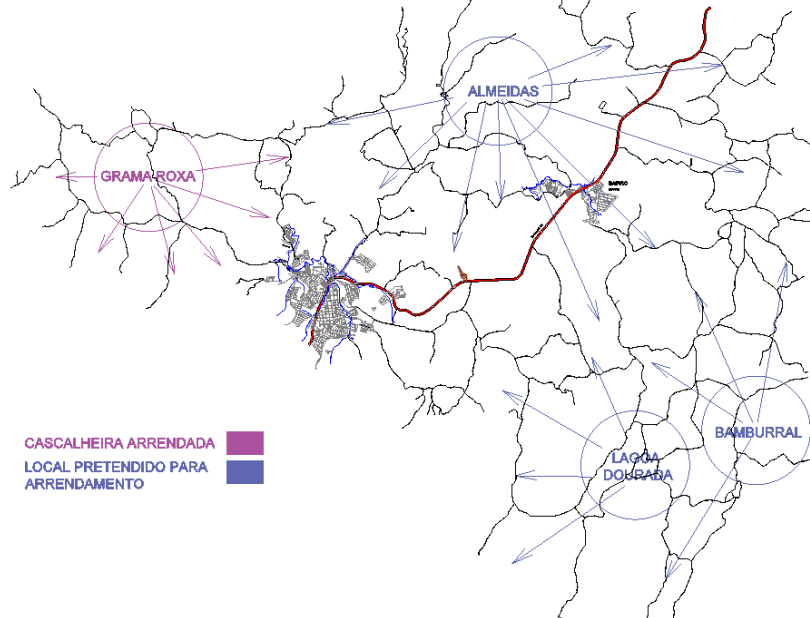 ALMEIDAS
GRAMA ROXA
BAMBURRAL
LAGOA
DOURADA
CASCALHEIRA ARRENDADA
LOCAL PRETENDIDO PARA
ARRENDAMENTO